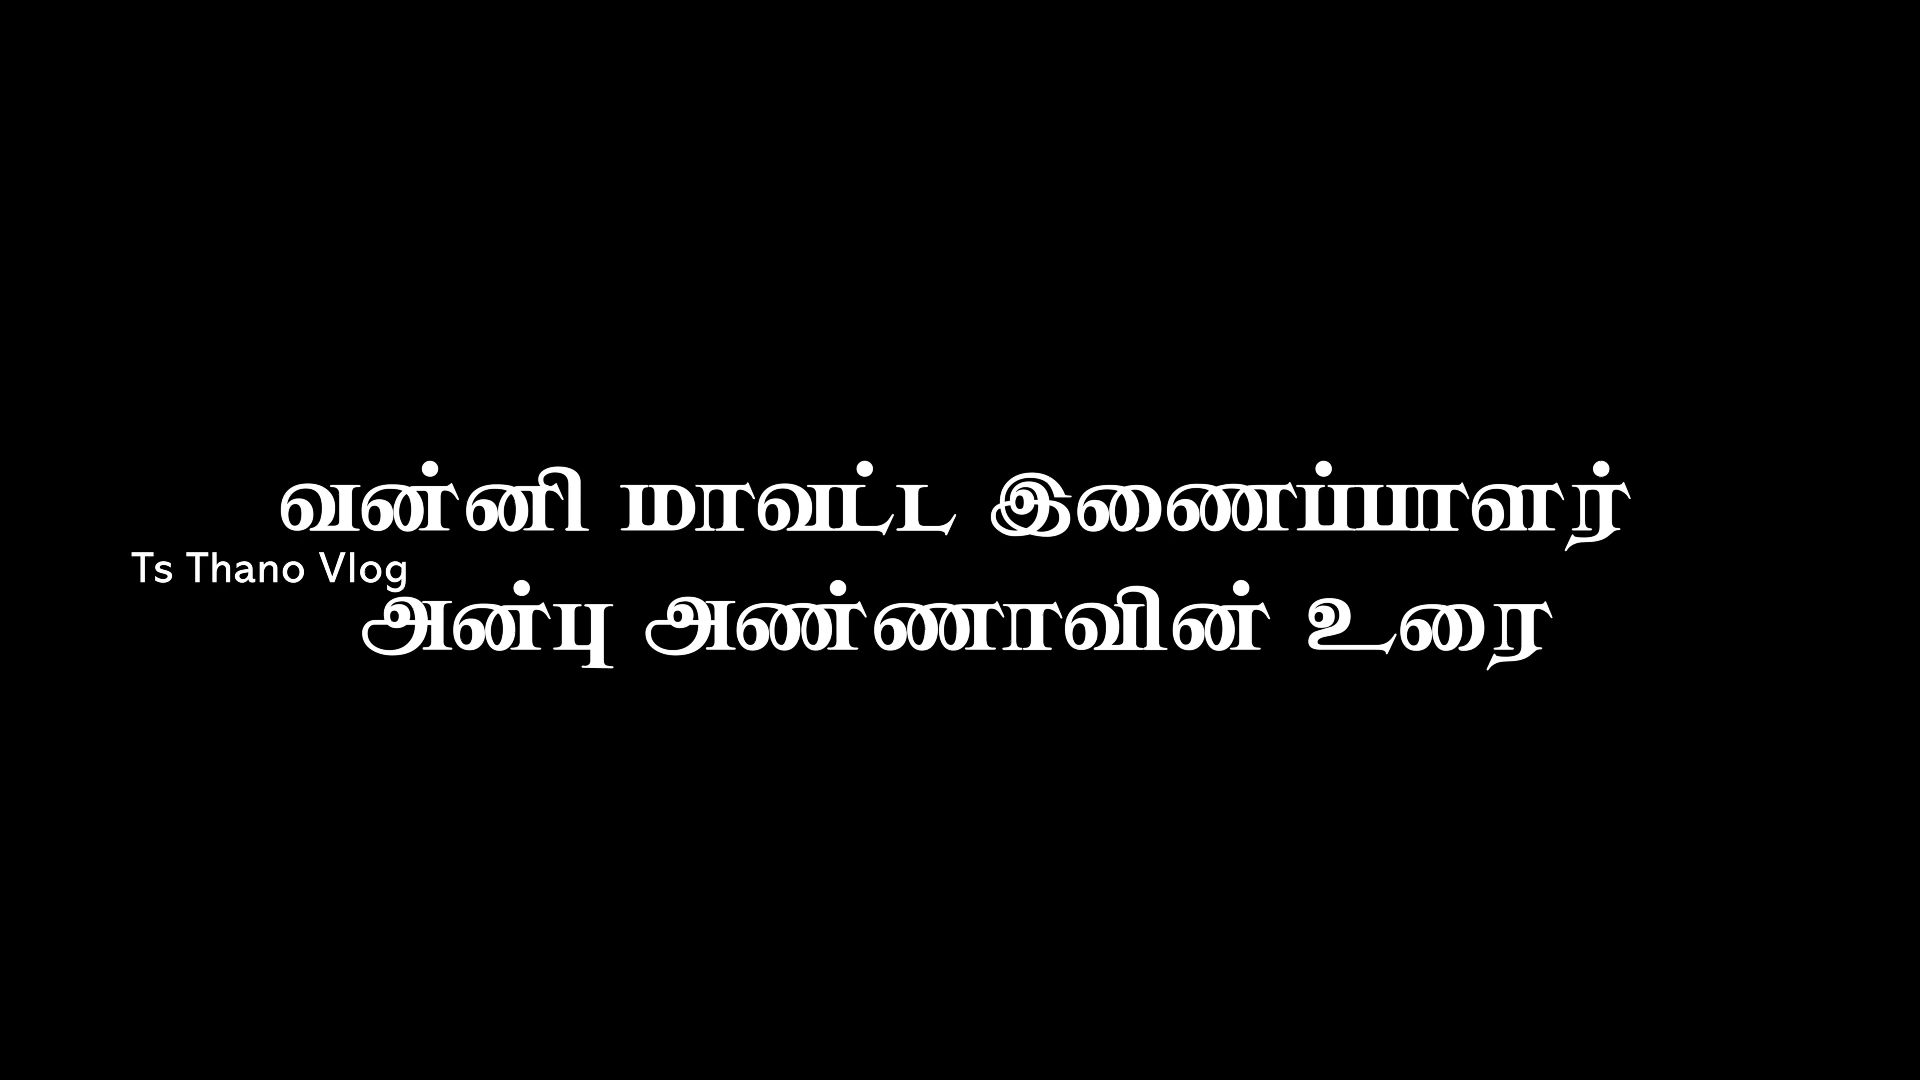 வன்னி மாவட்ட இணைப்பாளர்
Ts Thano Vlog
அன்பு அண்ணாவின் உரை